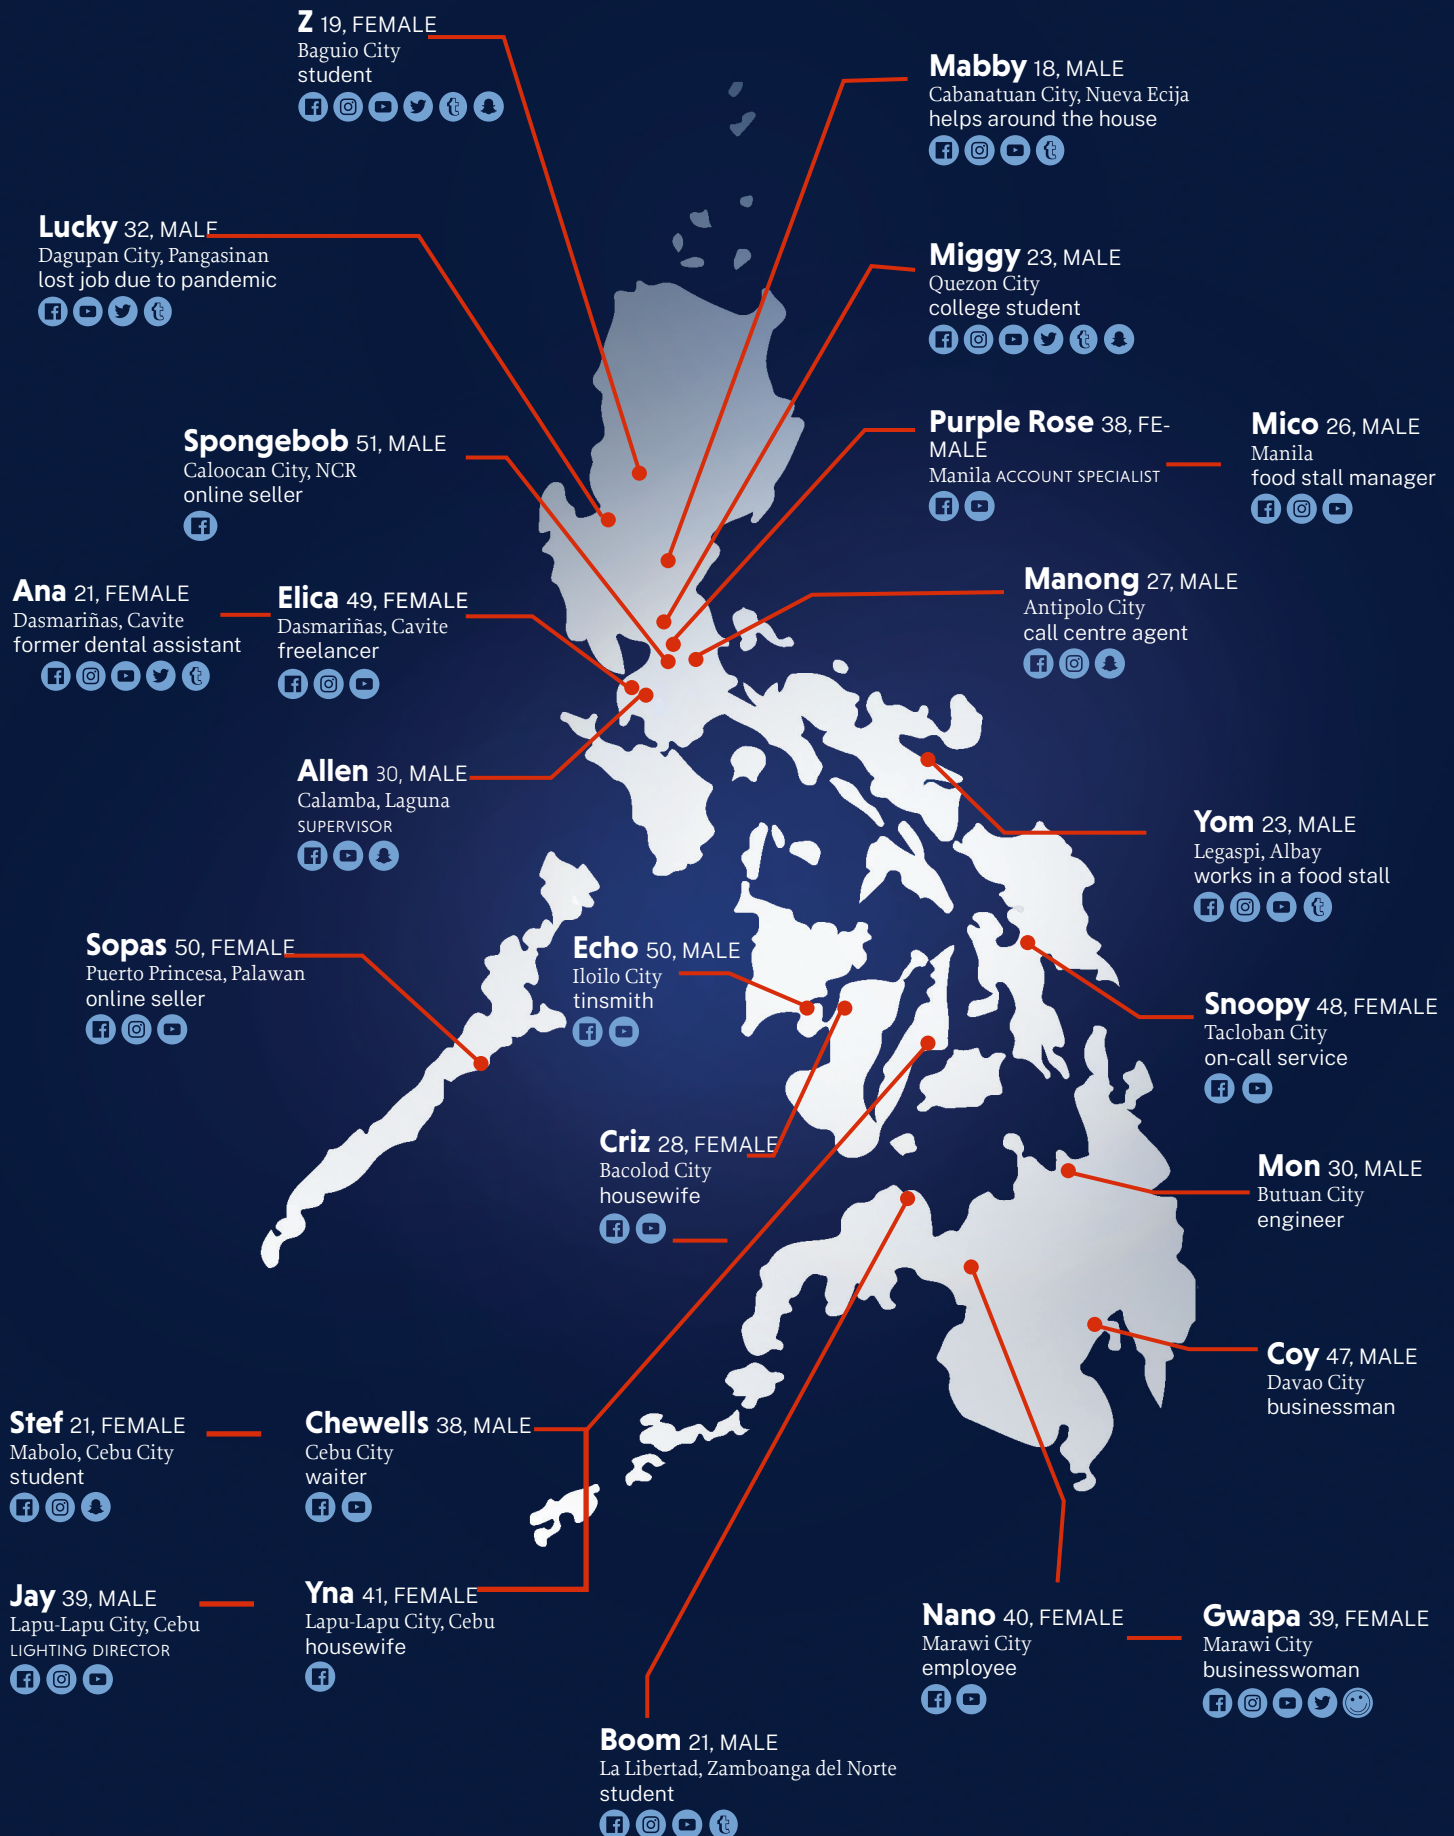 Z 19, FEMALE
Baguio City
student
Mabby 18, MALE
Cabanatuan City, Nueva Ecija
helps around the house
Lucky 32, MALE
Dagupan City, Pangasinan
lost job due to pandemic
Miggy 23, MALE
Quezon City
college student
Spongebob 51, MALE
Caloocan City, NCR
online seller
Purple Rose 38, FE-
MALE
Manila ACCOUNT SPECIALIST
Mico 26, MALE
Manila
food stall manager
Ana 21, FEMALE
Dasmariñas, Cavite
former dental assistant
Elica 49, FEMALE
Dasmariñas, Cavite
freelancer
Manong 27, MALE
Antipolo City
call centre agent
Allen 30, MALE
Calamba, Laguna
SUPERVISOR
Yom 23, MALE
Legaspi, Albay
works in a food stall
Sopas 50, FEMALE
Puerto Princesa, Palawan
online seller
Echo 50, MALE
Iloilo City
tinsmith
Snoopy 48, FEMALE
Tacloban City
on-call service
Criz 28, FEMALE
Bacolod City
housewife
Mon 30, MALE
Butuan City
engineer
Coy 47, MALE
Davao City
businessman
Stef 21, FEMALE
Mabolo, Cebu City
student
Chewells 38, MALE
Cebu City
waiter
Jay 39, MALE
Lapu-Lapu City, Cebu
LIGHTING DIRECTOR
Yna 41, FEMALE
Lapu-Lapu City, Cebu
housewife
Nano 40, FEMALE
Marawi City
employee
Gwapa 39, FEMALE
Marawi City
businesswoman
Boom 21, MALE
La Libertad, Zamboanga del Norte
student